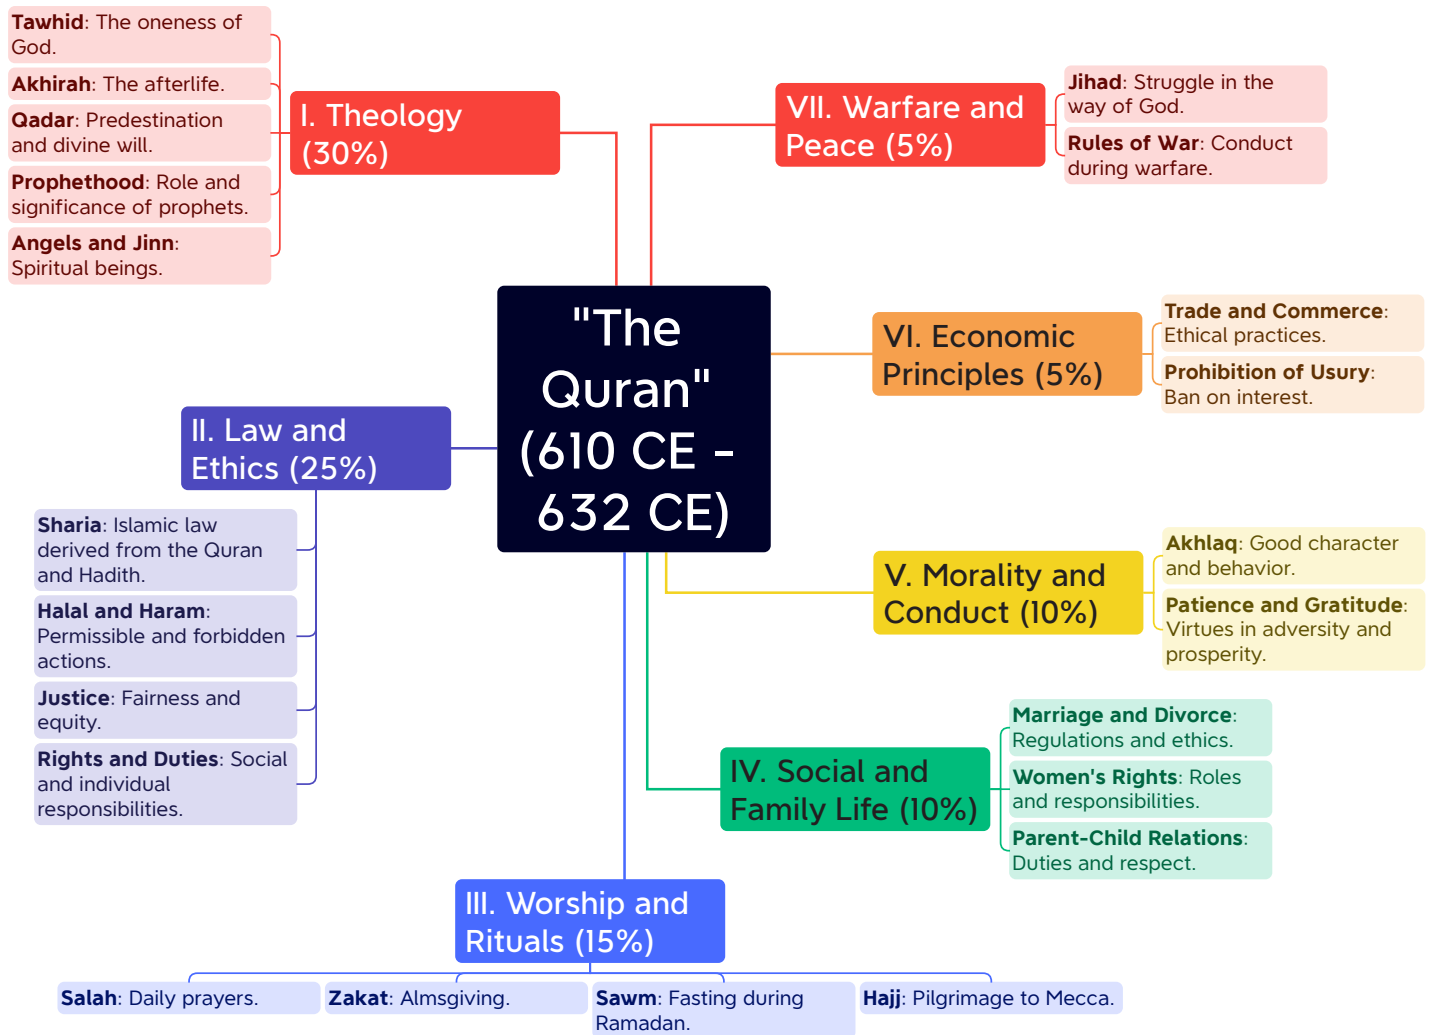 "The
Quran"
(610 CE -
632 CE)
I. Theology
(30%)
Tawhid: The oneness of
God.
Akhirah: The afterlife.
Qadar: Predestination
and divine will.
Prophethood: Role and
significance of prophets.
Angels and Jinn:
Spiritual beings.
II. Law and
Ethics (25%)
Sharia: Islamic law
derived from the Quran
and Hadith.
Halal and Haram:
Permissible and forbidden
actions.
Justice: Fairness and
equity.
Rights and Duties: Social
and individual
responsibilities.
III. Worship and
Rituals (15%)
Salah: Daily prayers.
Zakat: Almsgiving.
Sawm: Fasting during
Ramadan.
Hajj: Pilgrimage to Mecca.
IV. Social and
Family Life (10%)
Marriage and Divorce:
Regulations and ethics.
Women's Rights: Roles
and responsibilities.
Parent-Child Relations:
Duties and respect.
V. Morality and
Conduct (10%)
Akhlaq: Good character
and behavior.
Patience and Gratitude:
Virtues in adversity and
prosperity.
VI. Economic
Principles (5%)
Trade and Commerce:
Ethical practices.
Prohibition of Usury:
Ban on interest.
VII. Warfare and
Peace (5%)
Jihad: Struggle in the
way of God.
Rules of War: Conduct
during warfare.